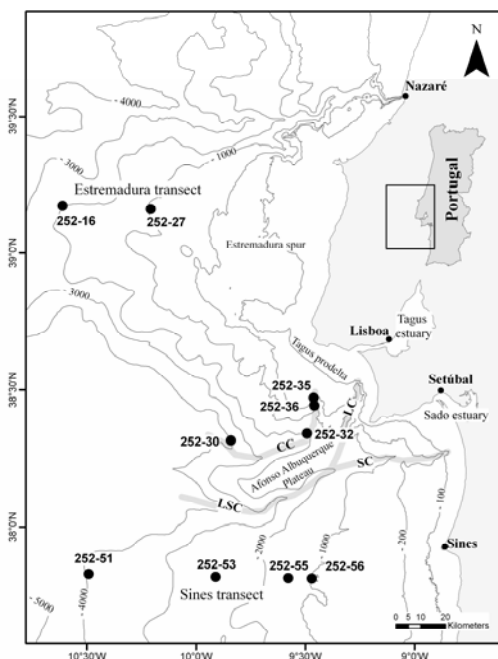 N
Nazaré
- 4000
39°30'N
- 3000
- 1000
Estremadura transect
252-16
252-27
Portugal
Estremadura spur
39°0'N
- 3000
Tagus
estuary
Lisboa
Tagus prodelta
38°30'N
252-35
252-36
LC
Setúbal
Sado estuary
252-30
252-32
CC
SC
Afonso Albuquerque
Plateau
LSC
- 100
38°0'N
Sines
252-51
252-53
252-55
252-56
- 2000
- 1000
- 200
Sines transect
- 5000
- 4000
0 5 10 20
Kilometers
10°30'W
10°0'W
9°30'W
9°0'W